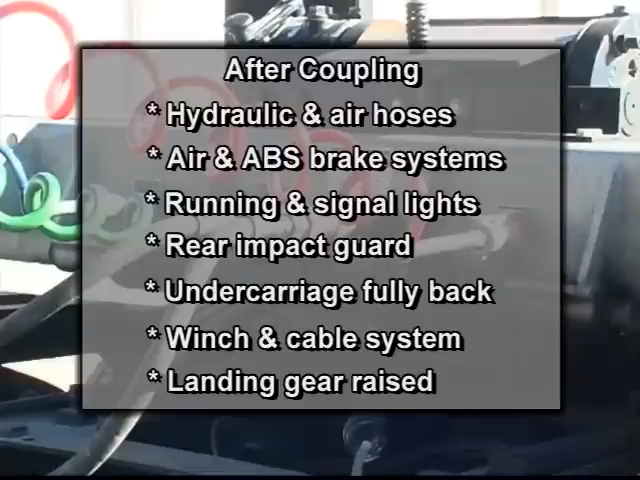 After Coupling
* Hydraulic & air hoses
* Air & ABS brake systems
* Running & signal lights
* Rear impact guard
* Undercarriage fully back
* Winch & cable system
* Landing gear raised